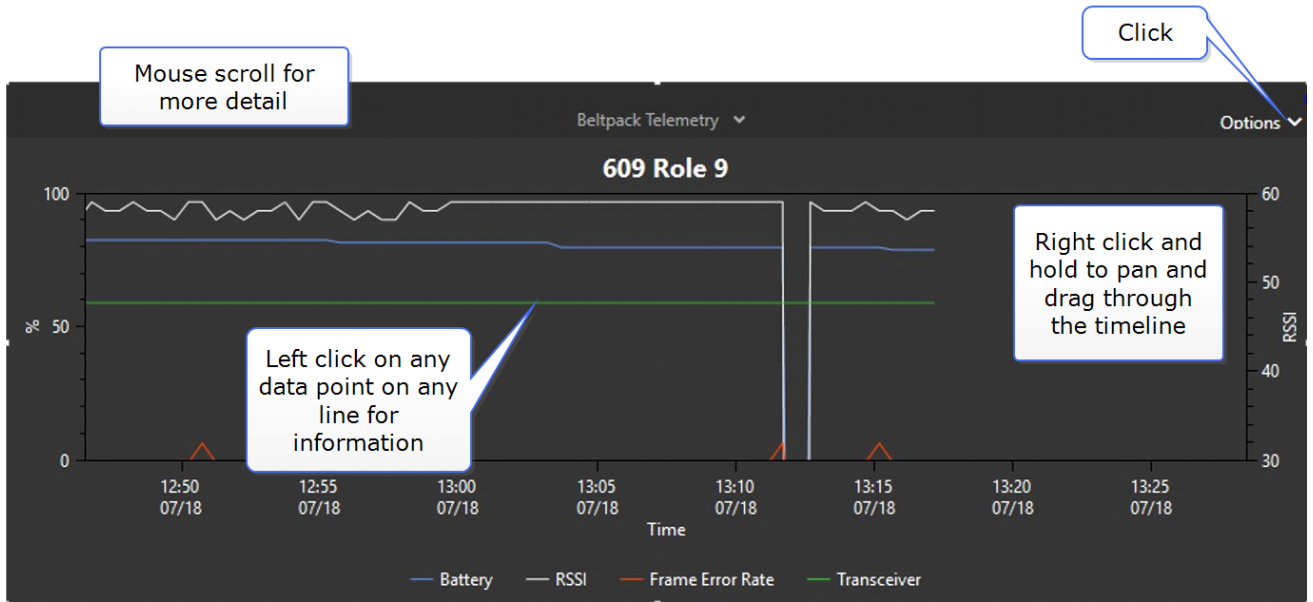 Click
Mouse scroll for
more detail
Beltpack Telemetry
Options
609 Role 9
100
50
0
%
60
50
40
30
RSSI
Right click and
hold to pan and
drag through
the timeline
Left click on any
data point on any
line for
information
12:50
07/18
12:55
07/18
13:00
07/18
13:05
07/18
13:10
07/18
13:15
07/18
13:20
07/18
13:25
07/18
Time
Battery
RSSI
Frame Error Rate
Transceiver